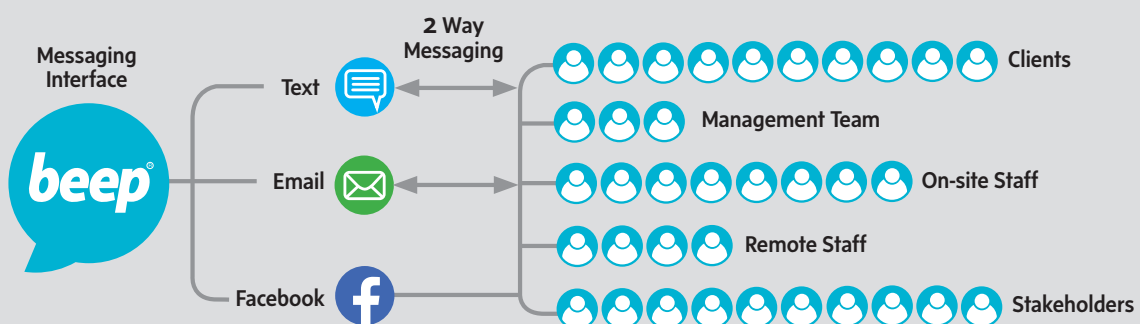 Messaging
Interface
beep®
Text
Email
Facebook
2 Way
Messaging
Clients
Management Team
On-site Staff
Remote Staff
Stakeholders